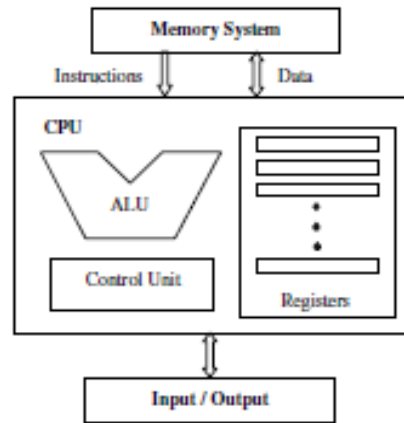 Memory System
Instructions
Data
CPU
ALU
Control Unit
Registers
Input / Output